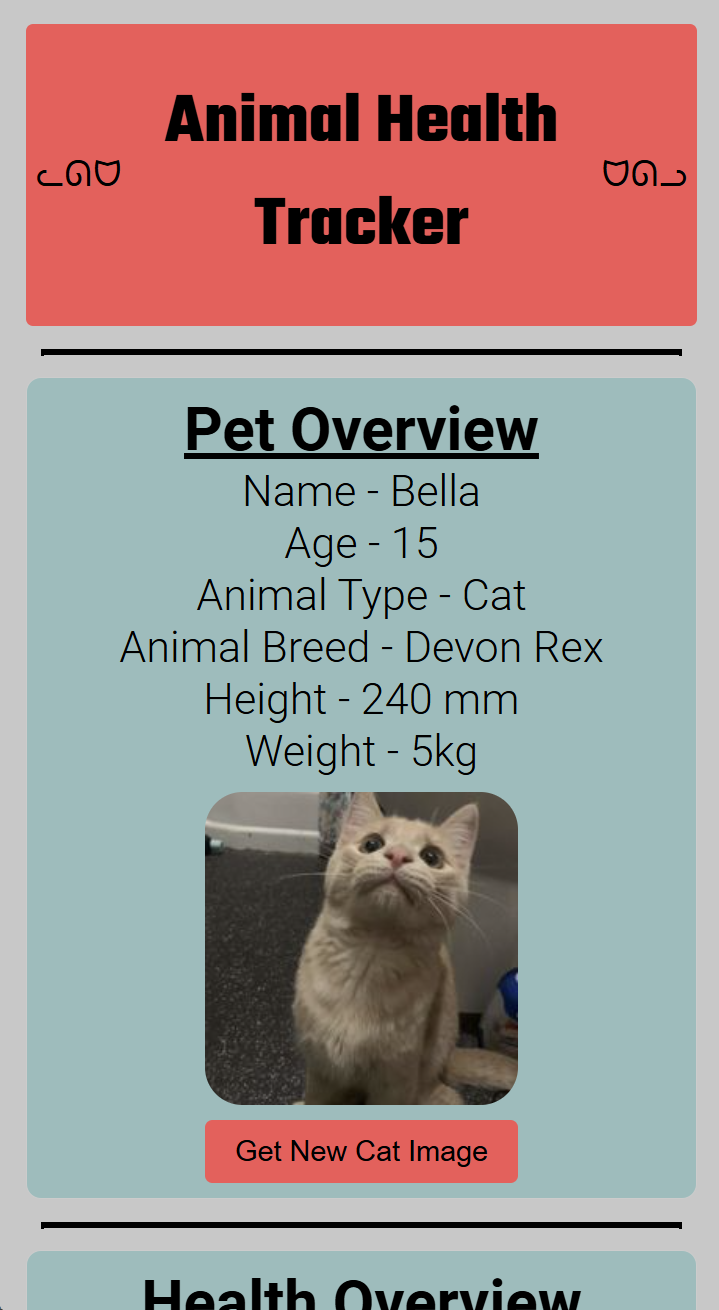 Animal Health
ᓚᘏᗢ
ᗢᘏᓗ
Tracker
Pet Overview
Name - Bella
Age - 15
Animal Type - Cat
Animal Breed - Devon Rex
Height - 240 mm
Weight - 5kg
Get New Cat Image
Health Overview